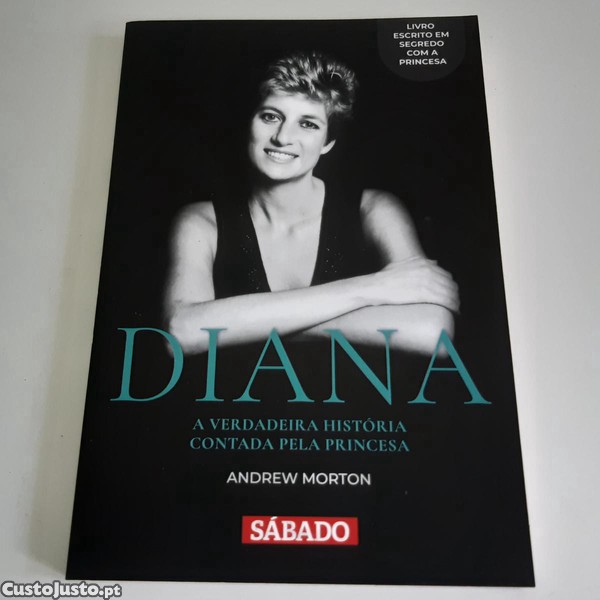 LIVRO
ESCRITO EM
SEGREDO
COM A
PRINCESA
DIANA
A VERDADEIRA HISTÓRIA
CONTADA PELA PRINCESA
ANDREW MORTON
SÁBADO
CustoJusto.pt